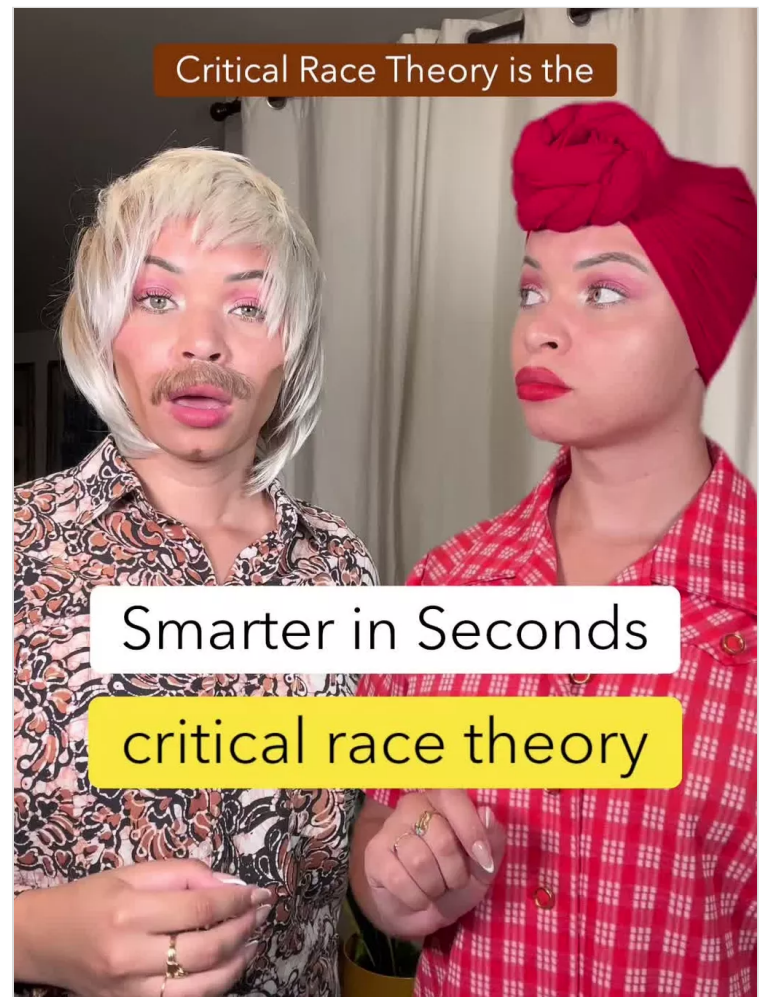 Critical Race Theory is the
Smarter in Seconds
critical race theory